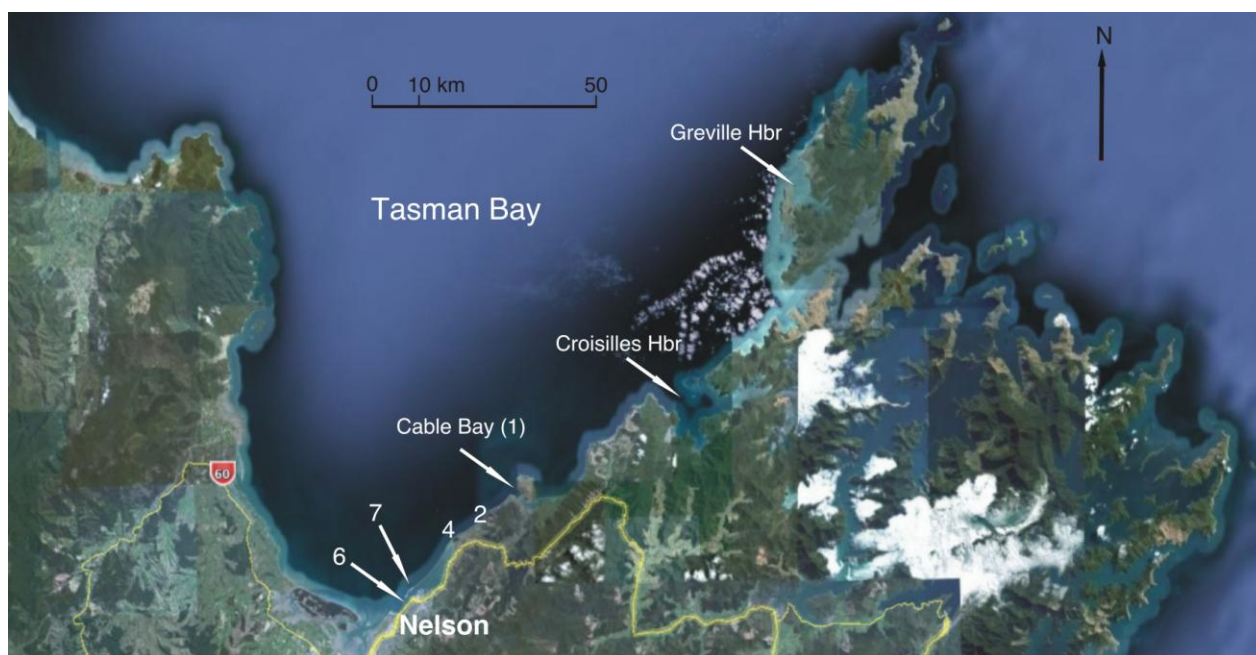 N
0 10 km 50
Greville Hbr
Tasman Bay
Croisilles Hbr
Cable Bay (1)
60
2
4
7
6
Nelson